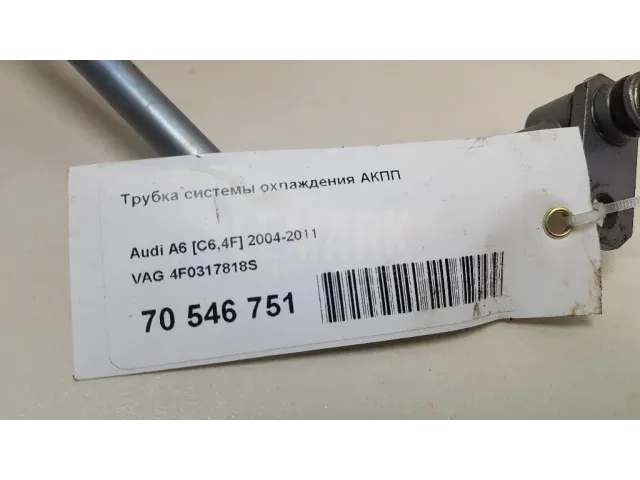 Трубка системы охлаждения АКПП
Audi A6 [C6,4F] 2004-2011
VAG 4F0317818S
70 546 751